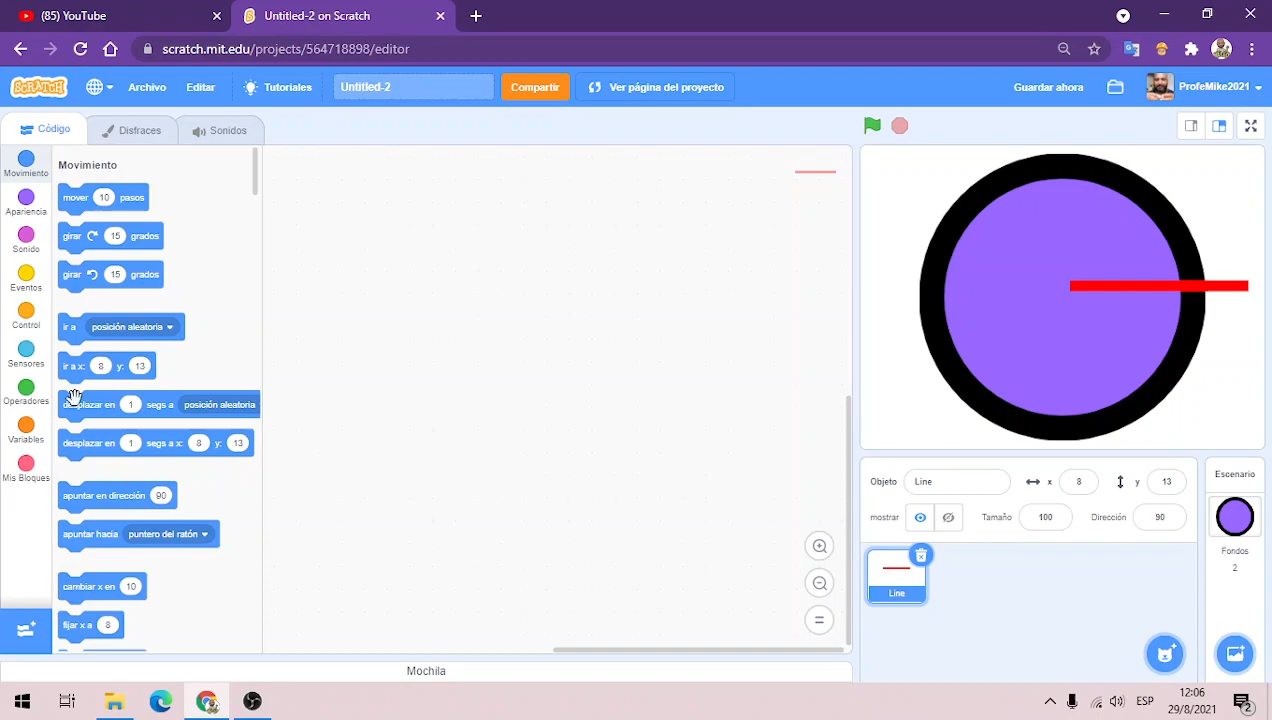 (85) YouTube
Untitled-2 on Scratch
scratch.mit.edu/projects/564718898/editor
SCRATCH
Archivo
Editar
Tutoriales
Untitled-2
Compartir
Ver página del proyecto
Guardar ahora
ProfeMike2021
Código
Disfraces
Sonidos
Movimiento
Apariencia
Sonido
Eventos
Control
Sensores
Operadores
Variables
Mis Bloques
Movimiento
mover 10 pasos
girar 15 grados
girar 15 grados
ir a posición aleatoria
ir a x: 8 y: 13
desplazar en 1 segs a posición aleatoria
desplazar en 1 segs a x: 8 y: 13
apuntar en dirección 90
apuntar hacia puntero del ratón
cambiar x en 10
fijar x a 8
Objeto Line x 8 y 13
mostrar Tamaño 100 Dirección 90
Line
Escenario
Fondos
2
Mochila
ESP
12:06
29/8/2021
2